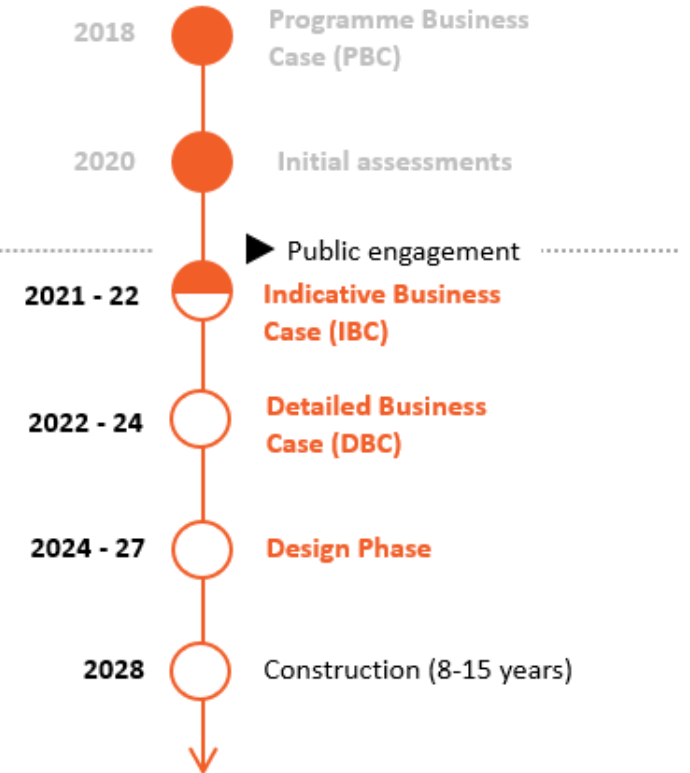 2018
Programme Business
Case (PBC)
2020
Initial assessments
Public engagement
2021 - 22
Indicative Business
Case (IBC)
2022 - 24
Detailed Business
Case (DBC)
2024 - 27
Design Phase
2028
Construction (8-15 years)